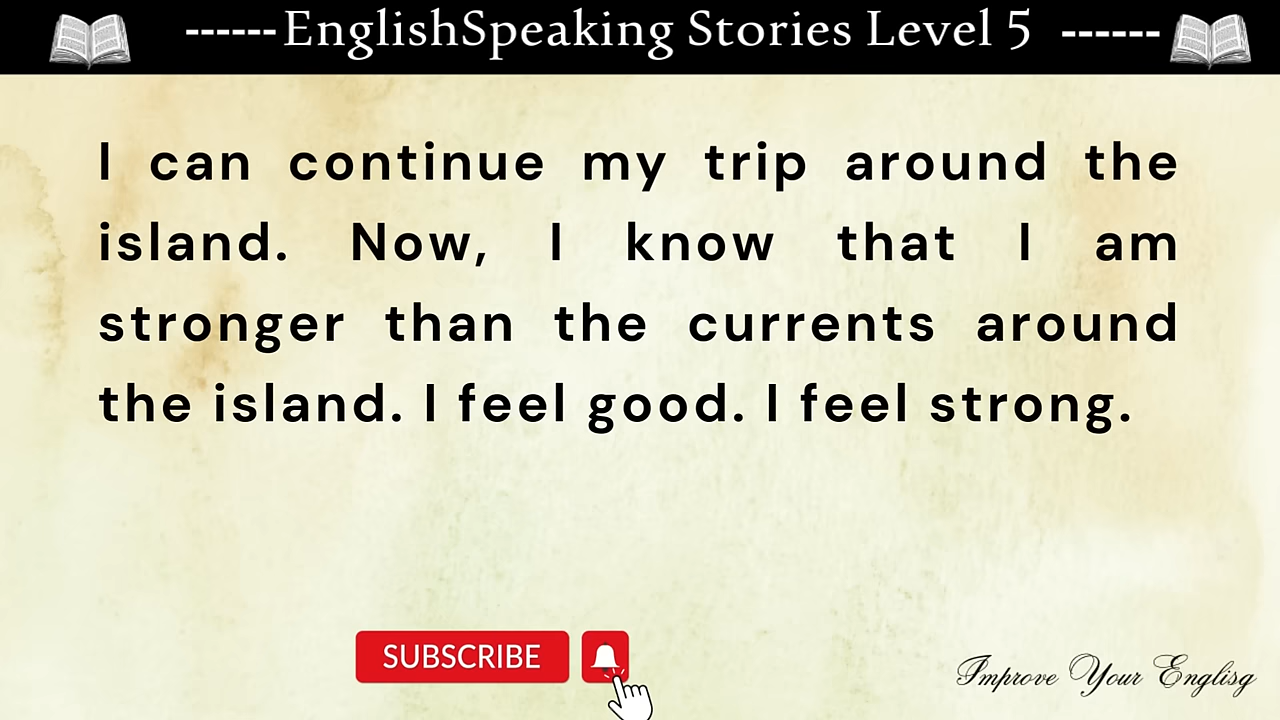 ------EnglishSpeaking Stories Level 5 ------
I can continue my trip around the
island. Now, I know that I am
stronger than the currents around
the island. I feel good. I feel strong.
SUBSCRIBE
Improve Your Englisg